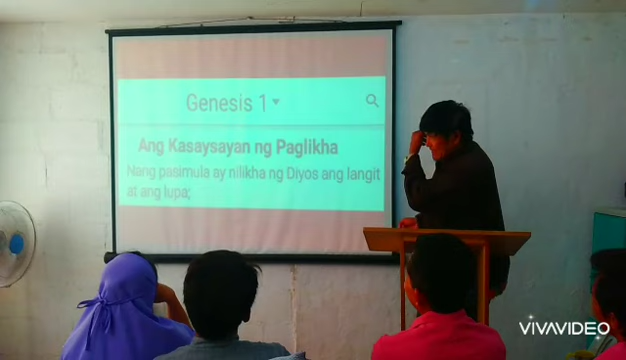 Genesis 1
Ang Kasaysayan ng Paglikha
Nang pasimula ay nilikha ng Diyos ang langit
at ang lupa;
VIVAVIDEO